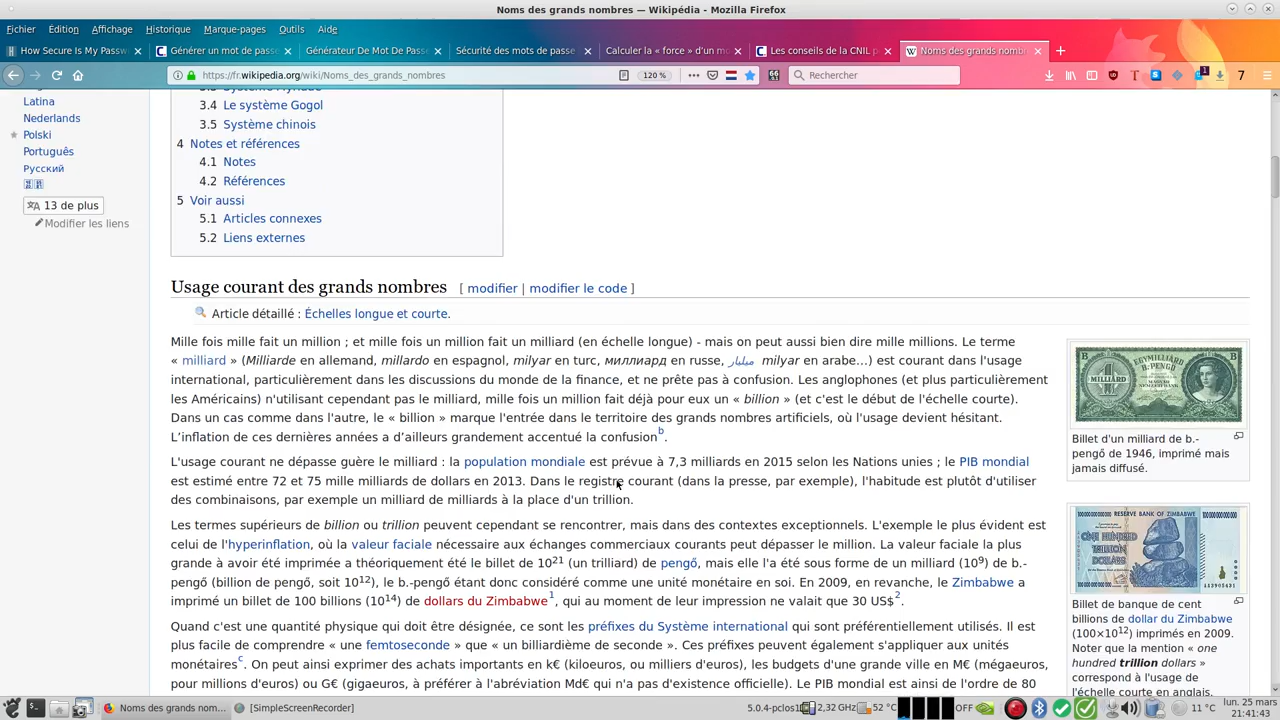 Noms des grands nombres — Wikipédia - Mozilla Firefox
Fichier Édition Affichage Historique Marque-pages Outils Aide
How Secure Is My Passw
Générer un mot de passe
Générateur De Mot De Pass
Sécurité des mots de passe
Calculer la « force » d’un m
Les conseils de la CNIL p
Noms des grands nombr
https://fr.wikipedia.org/wiki/Noms_des_grands_nombres
120 %
Rechercher
7
Latina
Nederlands
Polski
Português
Русский
13 de plus
Modifier les liens
3.4 Le système Gogol
3.5 Système chinois
4 Notes et références
4.1 Notes
4.2 Références
5 Voir aussi
5.1 Articles connexes
5.2 Liens externes
Usage courant des grands nombres [ modifier | modifier le code ]
Article détaillé : Échelles longue et courte.
Mille fois mille fait un million ; et mille fois un million fait un milliard (en échelle longue) - mais on peut aussi bien dire mille millions. Le terme
« milliard » (Milliarde en allemand, millardo en espagnol, milyar en turc, миллиард en russe, ميليار milyar en arabe…) est courant dans l'usage
international, particulièrement dans les discussions du monde de la finance, et ne prête pas à confusion. Les anglophones (et plus particulièrement
les Américains) n'utilisent cependant pas le milliard, mille fois un million fait déjà pour eux un « billion » (et c'est le début de l'échelle courte).
Dans un cas comme dans l'autre, le « billion » marque l'entrée dans le territoire des grands nombres artificiels, où l'usage devient hésitant.
L’inflation de ces dernières années a d’ailleurs grandement accentué la confusion b.
L'usage courant ne dépasse guère le milliard : la population mondiale est prévue à 7,3 milliards en 2015 selon les Nations unies ; le PIB mondial
est estimé entre 72 et 75 mille milliards de dollars en 2013. Dans le registre courant (dans la presse, par exemple), l'habitude est plutôt d'utiliser
des combinaisons, par exemple un milliard de milliards à la place d'un trillion.
Les termes supérieurs de billion ou trillion peuvent cependant se rencontrer, mais dans des contextes exceptionnels. L'exemple le plus évident est
celui de l'hyperinflation, où la valeur faciale nécessaire aux échanges commerciaux courants peut dépasser le million. La valeur faciale la plus
grande à avoir été imprimée a théoriquement été le billet de 10²¹ (un trilliard) de pengő, mais elle l'a été sous forme de un milliard (10⁹) de b.-
pengő (billion de pengő, soit 10¹²), le b.-pengő étant donc considéré comme une unité monétaire en soi. En 2009, en revanche, le Zimbabwe a
imprimé un billet de 100 billions (10¹⁴) de dollars du Zimbabwe¹, qui au moment de leur impression ne valait que 30 US$².
Quand c'est une quantité physique qui doit être désignée, ce sont les préfixes du Système international qui sont préférentiellement utilisés. Il est
plus facile de comprendre « une femtoseconde » que « un billiardième de seconde ». Ces préfixes peuvent également s'appliquer aux unités
monétaires c. On peut ainsi exprimer des achats importants en k€ (kiloeuros, ou milliers d'euros), les budgets d'une grande ville en M€ (mégaeuros,
pour millions d'euros) ou G€ (gigaeuros, à préférer à l'abréviation Md€ qui n'a pas d'existence officielle). Le PIB mondial est ainsi de l'ordre de 80
EGYMILLIÁRD
B.-PENGŐ
MILLIÁRD
Billet d'un milliard de b.-
pengő de 1946, imprimé mais
jamais diffusé.
RESERVE BANK OF ZIMBABWE
ONE HUNDRED
TRILLION
DOLLARS
Billet de banque de cent
billions de dollar du Zimbabwe
(100×10¹²) imprimés en 2009.
Noter que la mention « one
hundred trillion dollars »
correspond à l'usage de
l'échelle courte en anglais.
Noms des grands nom...
[SimpleScreenRecorder]
5.0.4-pclos1
2,32 GHz
52 °C
OFF
11 °C
lun. 25 mars
21:41:43